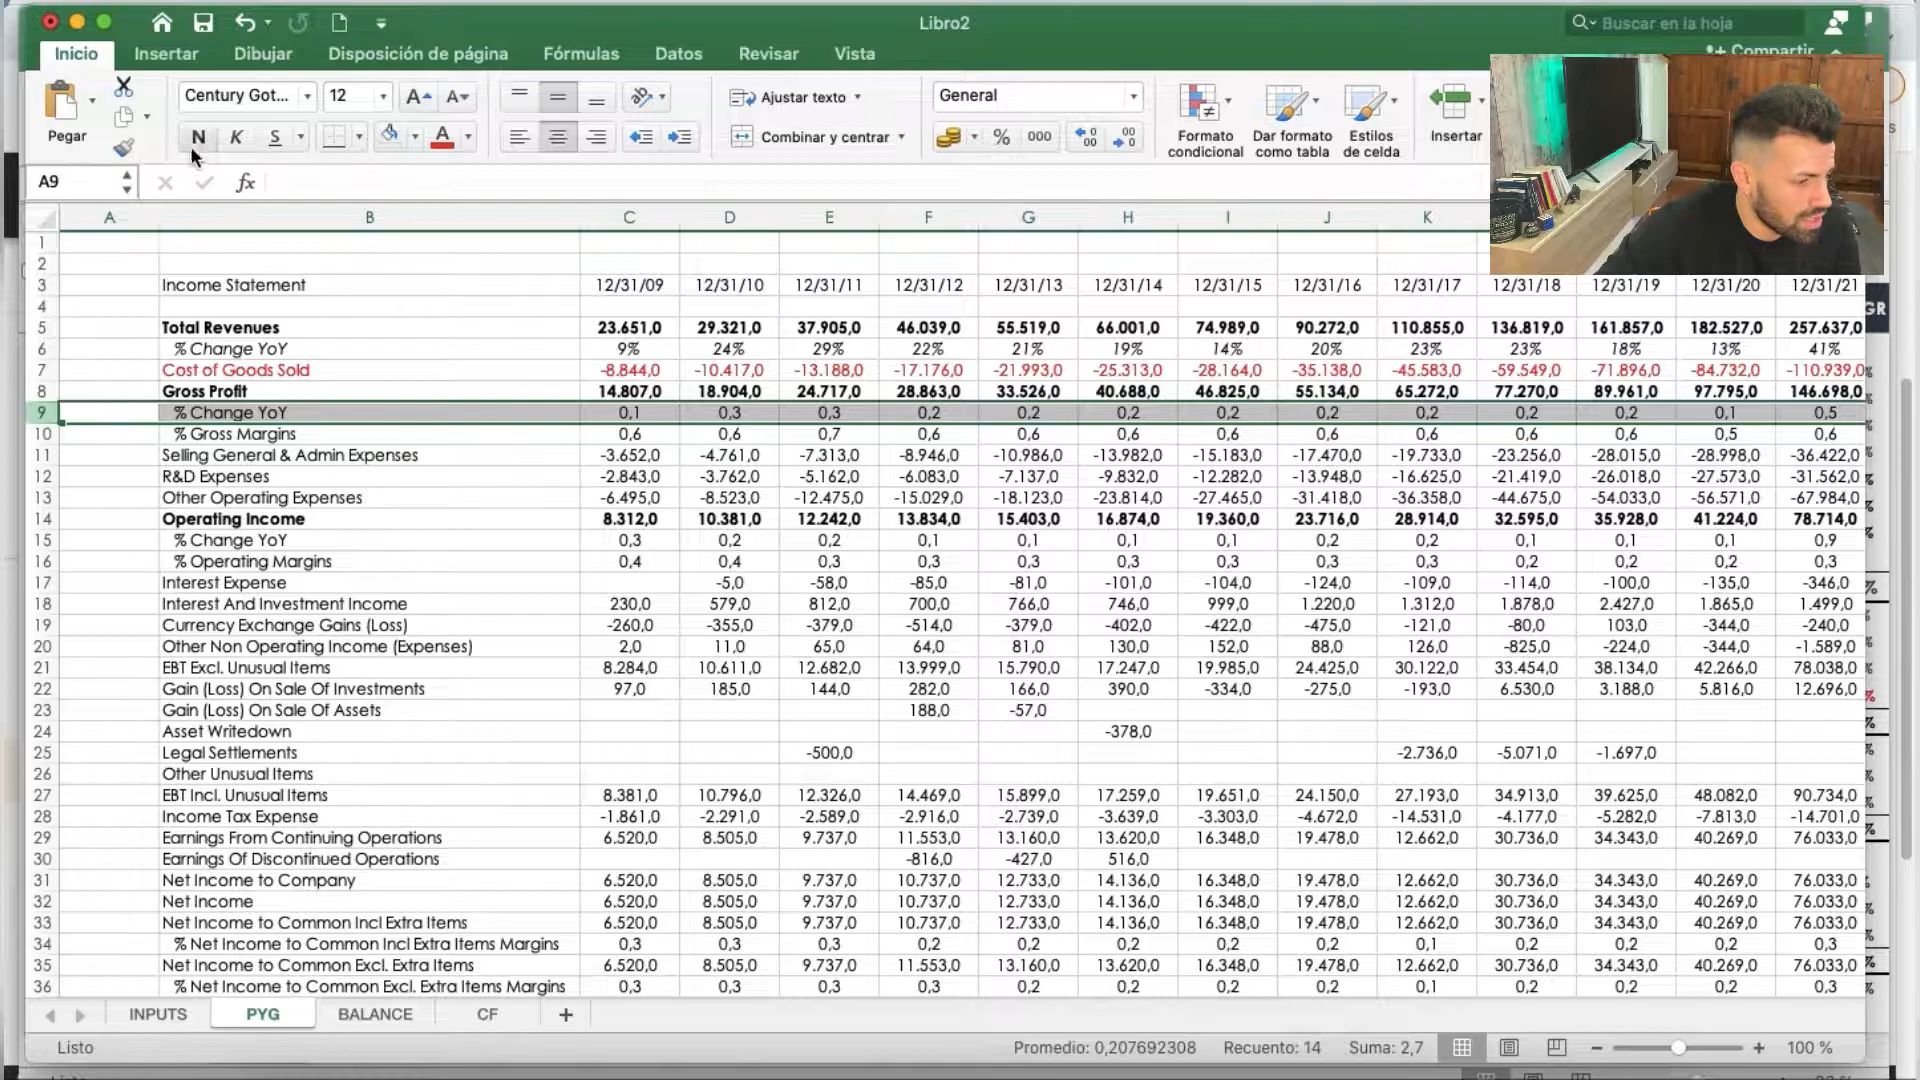 Libro2
Buscar en la hoja
Inicio Insertar Dibujar Disposición de página Fórmulas Datos Revisar Vista Compartir
Century Got... 12 Ajustar texto General
Pegar N K S A Combinar y centrar % 000 Formato condicional Dar formato como tabla Estilos de celda Insertar
A9 fx
A B C D E F G H I J K
1
2
3 Income Statement 12/31/09 12/31/10 12/31/11 12/31/12 12/31/13 12/31/14 12/31/15 12/31/16 12/31/17 12/31/18 12/31/19 12/31/20 12/31/21
4
5 Total Revenues 23.651,0 29.321,0 37.905,0 46.039,0 55.519,0 66.001,0 74.989,0 90.272,0 110.855,0 136.819,0 161.857,0 182.527,0 257.637,0
6 % Change YoY 9% 24% 29% 22% 21% 19% 14% 20% 23% 23% 18% 13% 41%
7 Cost of Goods Sold -8.844,0 -10.417,0 -13.188,0 -17.176,0 -21.993,0 -25.313,0 -28.164,0 -35.138,0 -45.583,0 -59.549,0 -71.896,0 -84.732,0 -110.939,0
8 Gross Profit 14.807,0 18.904,0 24.717,0 28.863,0 33.526,0 40.688,0 46.825,0 55.134,0 65.272,0 77.270,0 89.961,0 97.795,0 146.698,0
9 % Change YoY 0,1 0,3 0,3 0,2 0,2 0,2 0,2 0,2 0,2 0,2 0,2 0,1 0,5
10 % Gross Margins 0,6 0,6 0,7 0,6 0,6 0,6 0,6 0,6 0,6 0,6 0,6 0,5 0,6
11 Selling General & Admin Expenses -3.652,0 -4.761,0 -7.313,0 -8.946,0 -10.986,0 -13.982,0 -15.183,0 -17.470,0 -19.733,0 -23.256,0 -28.015,0 -28.998,0 -36.422,0
12 R&D Expenses -2.843,0 -3.762,0 -5.162,0 -6.083,0 -7.137,0 -9.832,0 -12.282,0 -13.948,0 -16.625,0 -21.419,0 -26.018,0 -27.573,0 -31.562,0
13 Other Operating Expenses -6.495,0 -8.523,0 -12.475,0 -15.029,0 -18.123,0 -23.814,0 -27.465,0 -31.418,0 -36.358,0 -44.675,0 -54.033,0 -56.571,0 -67.984,0
14 Operating Income 8.312,0 10.381,0 12.242,0 13.834,0 15.403,0 16.874,0 19.360,0 23.716,0 28.914,0 32.595,0 35.928,0 41.224,0 78.714,0
15 % Change YoY 0,3 0,2 0,2 0,1 0,1 0,1 0,1 0,2 0,2 0,1 0,1 0,1 0,9
16 % Operating Margins 0,4 0,4 0,3 0,3 0,3 0,3 0,3 0,3 0,3 0,2 0,2 0,2 0,3
17 Interest Expense -5,0 -58,0 -85,0 -81,0 -101,0 -104,0 -124,0 -109,0 -114,0 -100,0 -135,0 -346,0
18 Interest And Investment Income 230,0 579,0 812,0 700,0 766,0 746,0 999,0 1.220,0 1.312,0 1.878,0 2.427,0 1.865,0 1.499,0
19 Currency Exchange Gains (Loss) -260,0 -355,0 -379,0 -514,0 -379,0 -402,0 -422,0 -475,0 -121,0 -80,0 103,0 -344,0 -240,0
20 Other Non Operating Income (Expenses) 2,0 11,0 65,0 64,0 81,0 130,0 152,0 88,0 126,0 -825,0 -224,0 -344,0 -1.589,0
21 EBT Excl. Unusual Items 8.284,0 10.611,0 12.682,0 13.999,0 15.790,0 17.247,0 19.985,0 24.425,0 30.122,0 33.454,0 38.134,0 42.266,0 78.038,0
22 Gain (Loss) On Sale Of Investments 97,0 185,0 144,0 282,0 166,0 390,0 -334,0 -275,0 -193,0 6.530,0 3.188,0 5.816,0 12.696,0
23 Gain (Loss) On Sale Of Assets 188,0 -57,0
24 Asset Writedown -378,0
25 Legal Settlements -500,0 -2.736,0 -5.071,0 -1.697,0
26 Other Unusual Items
27 EBT Incl. Unusual Items 8.381,0 10.796,0 12.326,0 14.469,0 15.899,0 17.259,0 19.651,0 24.150,0 27.193,0 34.913,0 39.625,0 48.082,0 90.734,0
28 Income Tax Expense -1.861,0 -2.291,0 -2.589,0 -2.916,0 -2.739,0 -3.639,0 -3.303,0 -4.672,0 -14.531,0 -4.177,0 -5.282,0 -7.813,0 -14.701,0
29 Earnings From Continuing Operations 6.520,0 8.505,0 9.737,0 11.553,0 13.160,0 13.620,0 16.348,0 19.478,0 12.662,0 30.736,0 34.343,0 40.269,0 76.033,0
30 Earnings Of Discontinued Operations -816,0 -427,0 516,0
31 Net Income to Company 6.520,0 8.505,0 9.737,0 10.737,0 12.733,0 14.136,0 16.348,0 19.478,0 12.662,0 30.736,0 34.343,0 40.269,0 76.033,0
32 Net Income 6.520,0 8.505,0 9.737,0 10.737,0 12.733,0 14.136,0 16.348,0 19.478,0 12.662,0 30.736,0 34.343,0 40.269,0 76.033,0
33 Net Income to Common Incl Extra Items 6.520,0 8.505,0 9.737,0 10.737,0 12.733,0 14.136,0 16.348,0 19.478,0 12.662,0 30.736,0 34.343,0 40.269,0 76.033,0
34 % Net Income to Common Incl Extra Items Margins 0,3 0,3 0,3 0,2 0,2 0,2 0,2 0,2 0,1 0,2 0,2 0,2 0,3
35 Net Income to Common Excl. Extra Items 6.520,0 8.505,0 9.737,0 11.553,0 13.160,0 13.620,0 16.348,0 19.478,0 12.662,0 30.736,0 34.343,0 40.269,0 76.033,0
36 % Net Income to Common Excl. Extra Items Margins 0,3 0,3 0,3 0,3 0,2 0,2 0,2 0,2 0,1 0,2 0,2 0,2 0,3
INPUTS PYG BALANCE CF +
Listo Promedio: 0,207692308 Recuento: 14 Suma: 2,7 100 %